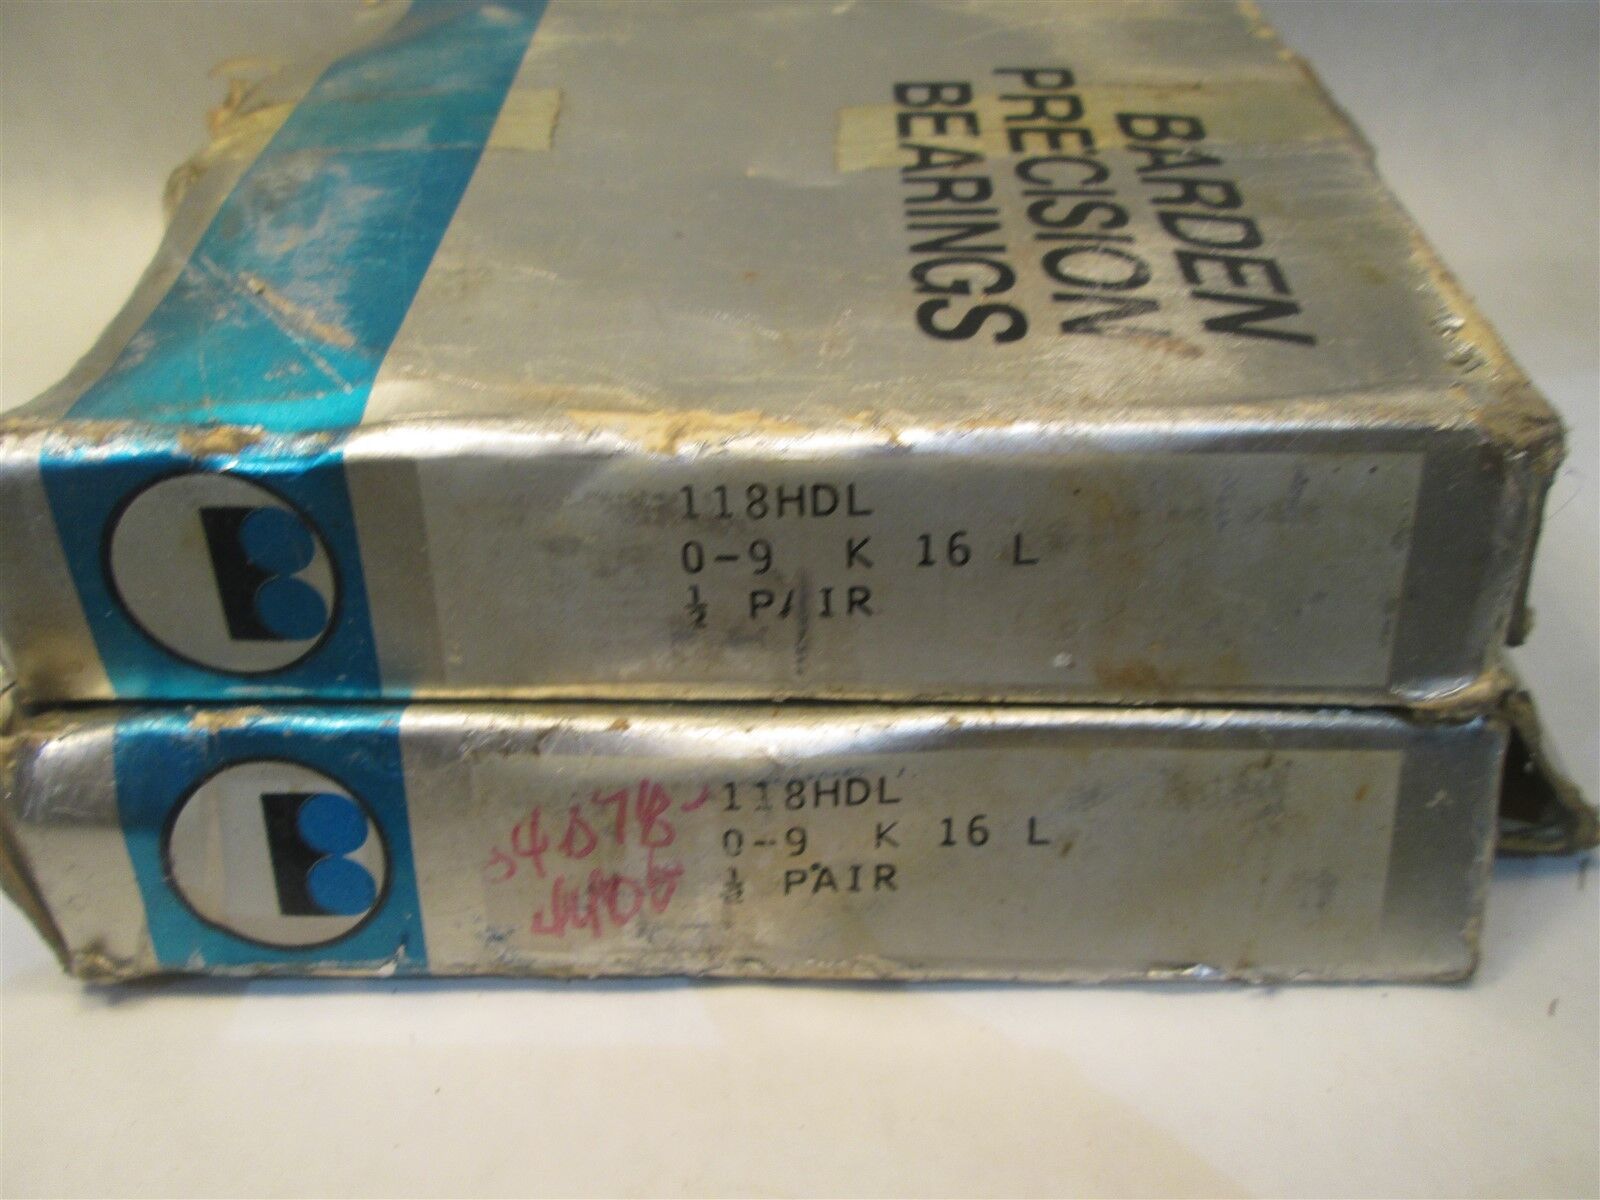 BARDEN
PRECISION
BEARINGS
118HDL
0-9 K 16 L
½ PAIR
118HDL
0-9 K 16 L
½ PAIR